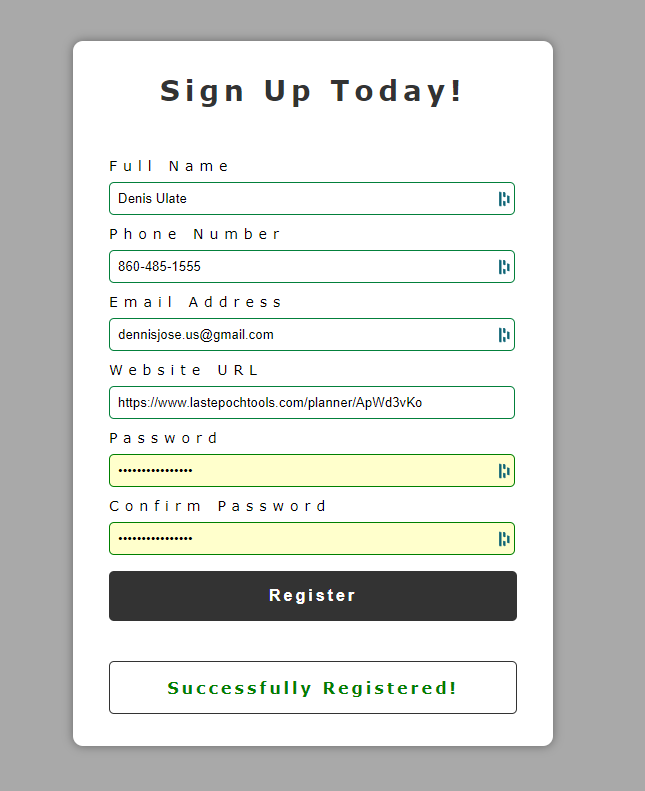 Sign Up Today!
Full Name
Denis Ulate
Phone Number
860-485-1555
Email Address
dennisjose.us@gmail.com
Website URL
https://www.lastepochtools.com/planner/ApWd3vKo
Password
••••••••••••••••
Confirm Password
••••••••••••••••
Register
Successfully Registered!